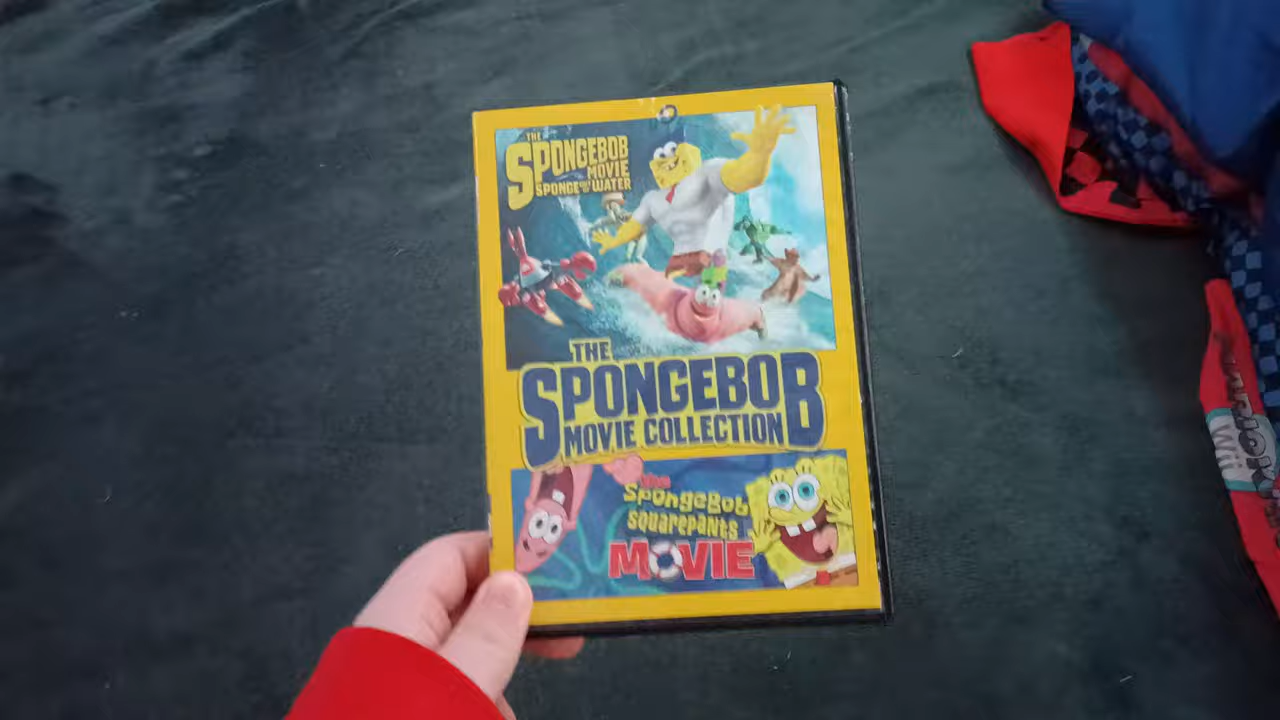 THE
SPONGEBOB
MOVIE
SPONGE OUT OF WATER
THE
SPONGEBOB
MOVIE COLLECTION
the
SpongeBob
SQUAREPANTS
MOVIE